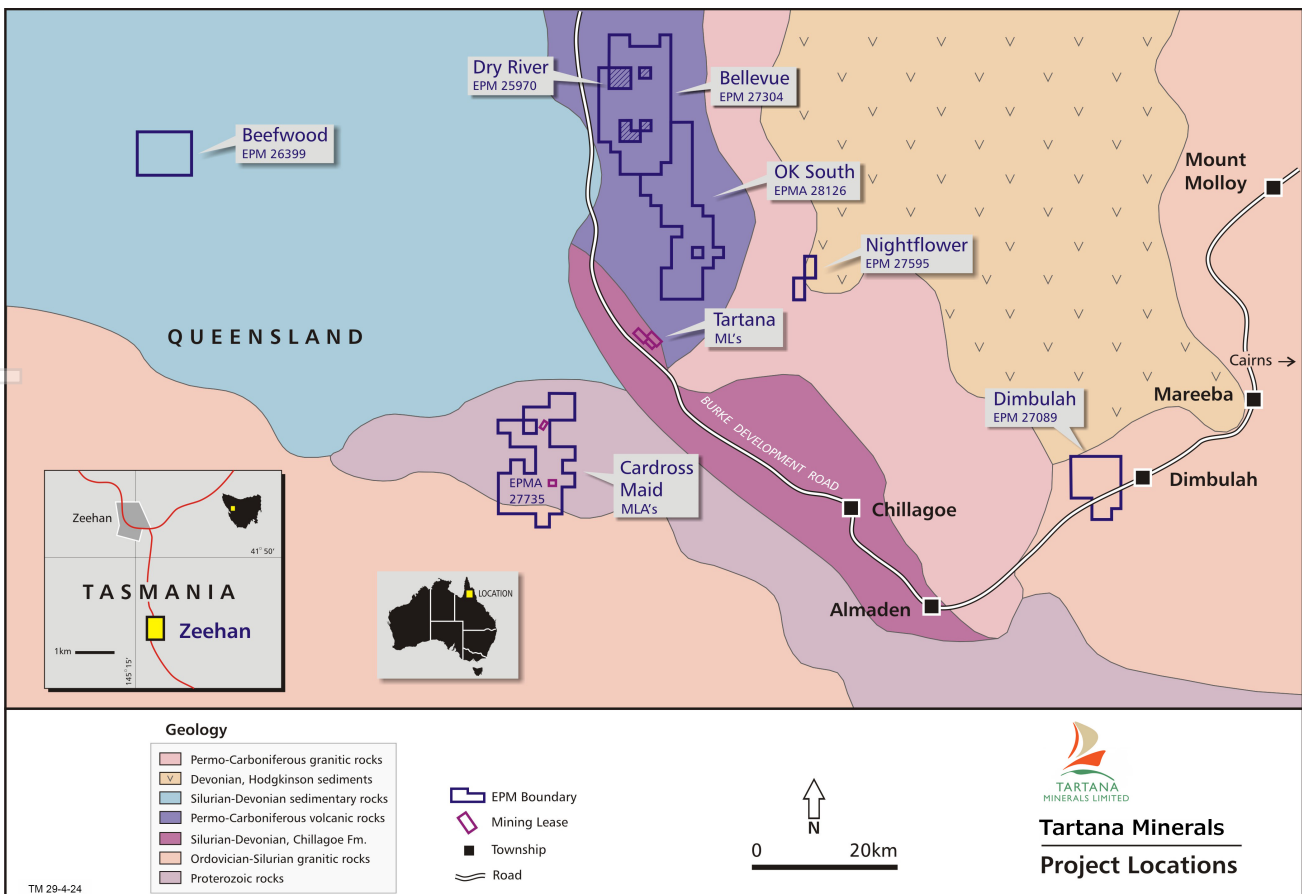 Dry River
EPM 25970
Bellevue
EPM 27304
Beefwood
EPM 26399
Mount
Molloy
OK South
EPMA 28126
Nightflower
EPM 27595
QUEENSLAND
Tartana
ML's
Cairns
Mareeba
Dimbulah
EPM 27089
BURKE DEVELOPMENT ROAD
Cardross
Maid
MLA's
EPMA
27735
Dimbulah
Chillagoe
Almaden
Zeehan
41° 50'
TASMANIA
Zeehan
1km
145° 15'
LOCATION
Geology
Permo-Carboniferous granitic rocks
Devonian, Hodgkinson sediments
Silurian-Devonian sedimentary rocks
Permo-Carboniferous volcanic rocks
Silurian-Devonian, Chillagoe Fm.
Ordovician-Silurian granitic rocks
Proterozoic rocks
EPM Boundary
Mining Lease
Township
Road
N
0 20km
TARTANA
MINERALS LIMITED
Tartana Minerals
Project Locations
TM 29-4-24